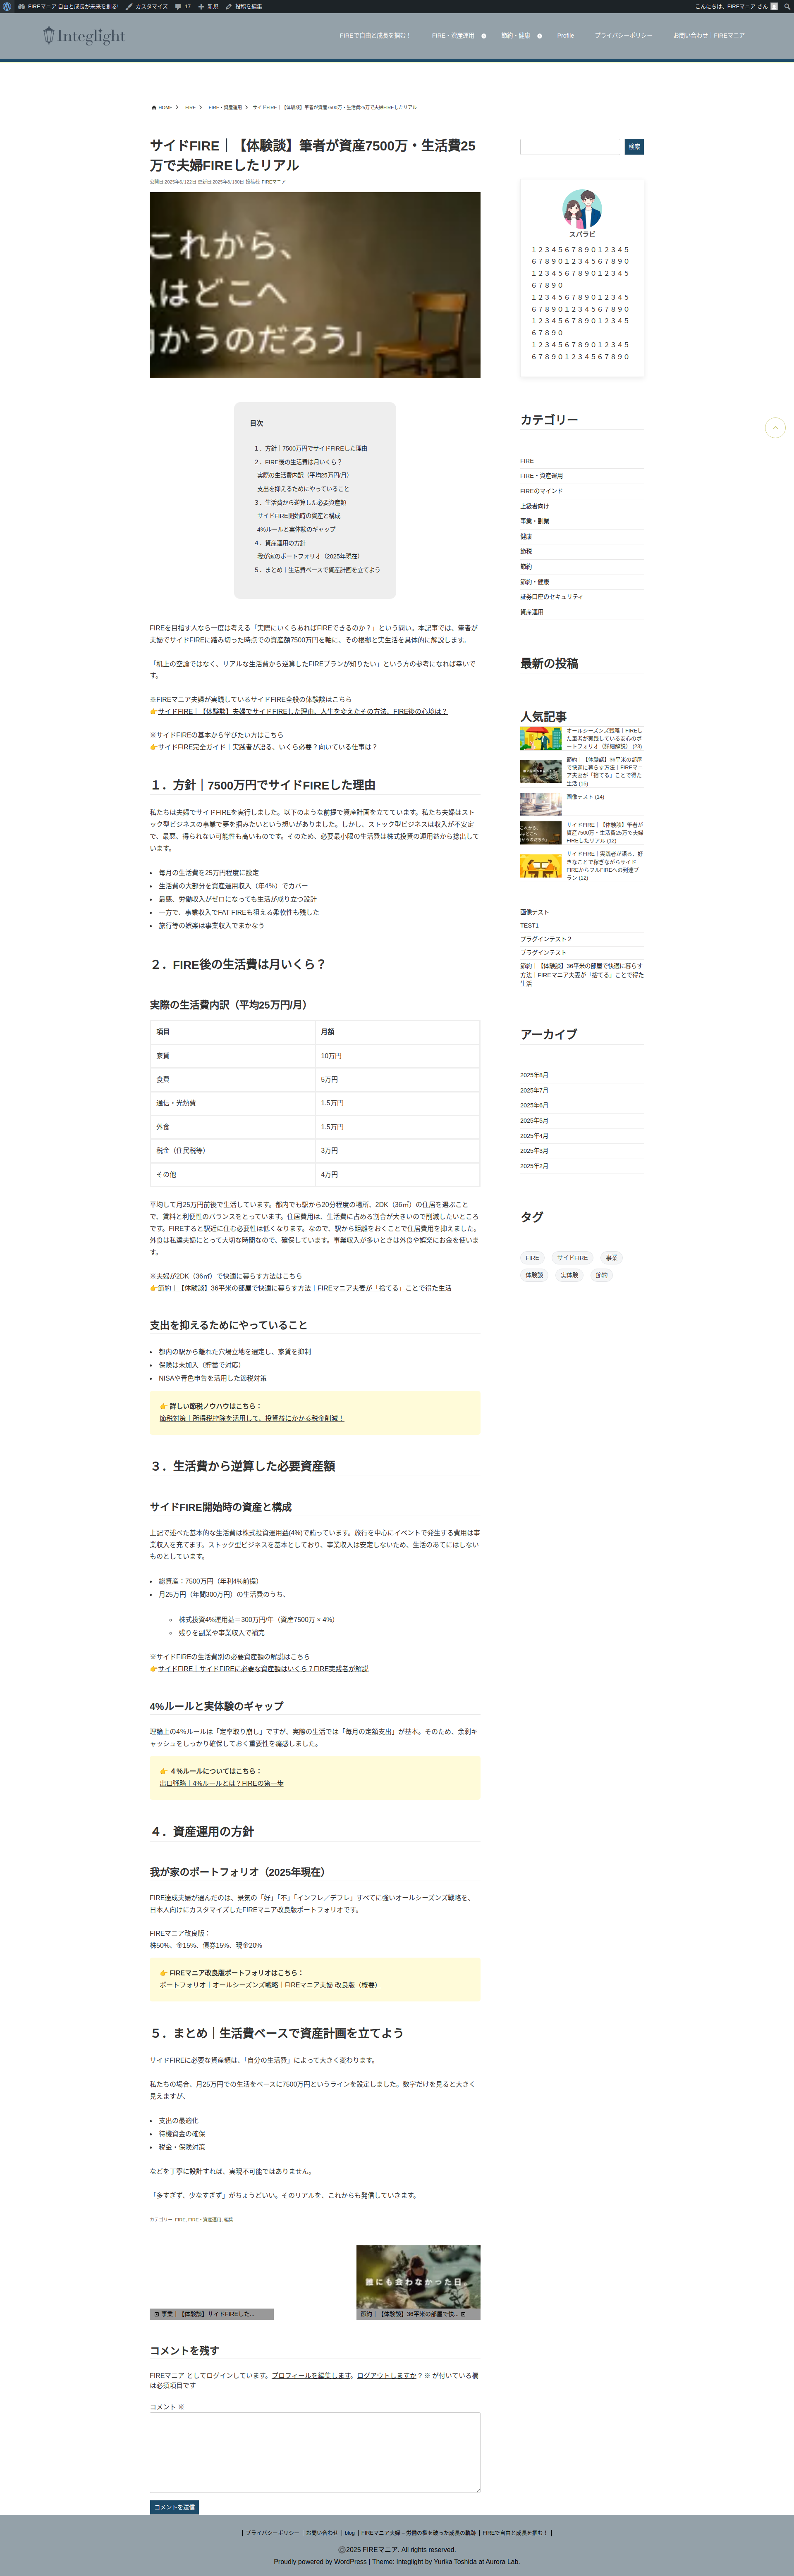 FIREマニア 自由と成長が未来を創る!
カスタマイズ
17
新規
投稿を編集
こんにちは、FIREマニア さん
Integlight
FIREで自由と成長を掴む！
FIRE・資産運用
節約・健康
Profile
プライバシーポリシー
お問い合わせ｜FIREマニア
HOME
FIRE
FIRE・資産運用
サイドFIRE｜【体験談】筆者が資産7500万・生活費25万で夫婦FIREしたリアル
サイドFIRE｜【体験談】筆者が資産7500万・生活費25
万で夫婦FIREしたリアル
公開日:2025年6月22日 更新日:2025年8月30日 投稿者: FIREマニア
これから、
はどこへ
かうのだろう」
目次
１．方針｜7500万円でサイドFIREした理由
２．FIRE後の生活費は月いくら？
実際の生活費内訳（平均25万円/月）
支出を抑えるためにやっていること
３．生活費から逆算した必要資産額
サイドFIRE開始時の資産と構成
4%ルールと実体験のギャップ
４．資産運用の方針
我が家のポートフォリオ（2025年現在）
５．まとめ｜生活費ベースで資産計画を立てよう
FIREを目指す人なら一度は考える「実際にいくらあればFIREできるのか？」という問い。本記事では、筆者が
夫婦でサイドFIREに踏み切った時点での資産額7500万円を軸に、その根拠と実生活を具体的に解説します。
「机上の空論ではなく、リアルな生活費から逆算したFIREプランが知りたい」という方の参考になれば幸いで
す。
※FIREマニア夫婦が実践しているサイドFIRE全般の体験談はこちら
👉サイドFIRE｜【体験談】夫婦でサイドFIREした理由、人生を変えたその方法、FIRE後の心境は？
※サイドFIREの基本から学びたい方はこちら
👉サイドFIRE完全ガイド｜実践者が語る、いくら必要？向いている仕事は？
１．方針｜7500万円でサイドFIREした理由
私たちは夫婦でサイドFIREを実行しました。以下のような前提で資産計画を立てています。私たち夫婦はストッ
ク型ビジネスの事業で夢を掴みたいという想いがありました。しかし、ストック型ビジネスは収入が不安定
で、最悪、得られない可能性も高いものです。そのため、必要最小限の生活費は株式投資の運用益から捻出して
います。
毎月の生活費を25万円程度に設定
生活費の大部分を資産運用収入（年4%）でカバー
最悪、労働収入がゼロになっても生活が成り立つ設計
一方で、事業収入でFAT FIREも狙える柔軟性も残した
旅行等の娯楽は事業収入でまかなう
２．FIRE後の生活費は月いくら？
実際の生活費内訳（平均25万円/月）
項目 月額
家賃 10万円
食費 5万円
通信・光熱費 1.5万円
外食 1.5万円
税金（住民税等） 3万円
その他 4万円
平均して月25万円前後で生活しています。都内でも駅から20分程度の場所、2DK（36㎡）の住居を選ぶこと
で、賃料と利便性のバランスをとっています。住居費用は、生活費に占める割合が大きいので削減したいところ
です。FIREすると駅近に住む必要性は低くなります。なので、駅から距離をおくことで住居費用を抑えました。
外食は私達夫婦にとって大切な時間なので、確保しています。事業収入が多いときは外食や娯楽にお金を使いま
す。
※夫婦が2DK（36㎡）で快適に暮らす方法はこちら
👉節約｜【体験談】36平米の部屋で快適に暮らす方法｜FIREマニア夫妻が「捨てる」ことで得た生活
支出を抑えるためにやっていること
都内の駅から離れた穴場立地を選定し、家賃を抑制
保険は未加入（貯蓄で対応）
NISAや青色申告を活用した節税対策
👉 詳しい節税ノウハウはこちら：
節税対策｜所得税控除を活用して、投資益にかかる税金削減！
３．生活費から逆算した必要資産額
サイドFIRE開始時の資産と構成
上記で述べた基本的な生活費は株式投資運用益(4%)で賄っています。旅行を中心にイベントで発生する費用は事
業収入を充てます。ストック型ビジネスを基本としており、事業収入は安定しないため、生活のあてにはしない
ものとしています。
総資産：7500万円（年利4%前提）
月25万円（年間300万円）の生活費のうち、
株式投資4%運用益＝300万円/年（資産7500万 × 4%）
残りを副業や事業収入で補完
※サイドFIREの生活費別の必要資産額の解説はこちら
👉サイドFIRE｜サイドFIREに必要な資産額はいくら？FIRE実践者が解説
4%ルールと実体験のギャップ
理論上の4%ルールは「定率取り崩し」ですが、実際の生活では「毎月の定額支出」が基本。そのため、余剰キ
ャッシュをしっかり確保しておく重要性を痛感しました。
👉 ４％ルールについてはこちら：
出口戦略｜4%ルールとは？FIREの第一歩
４．資産運用の方針
我が家のポートフォリオ（2025年現在）
FIRE達成夫婦が選んだのは、景気の「好」「不」「インフレ／デフレ」すべてに強いオールシーズンズ戦略を、
日本人向けにカスタマイズしたFIREマニア改良版ポートフォリオです。
FIREマニア改良版：
株50%、金15%、債券15%、現金20%
👉 FIREマニア改良版ポートフォリオはこちら：
ポートフォリオ｜オールシーズンズ戦略｜FIREマニア夫婦 改良版（概要）
５．まとめ｜生活費ベースで資産計画を立てよう
サイドFIREに必要な資産額は、「自分の生活費」によって大きく変わります。
私たちの場合、月25万円での生活をベースに7500万円というラインを設定しました。数字だけを見ると大きく
見えますが、
支出の最適化
待機資金の確保
税金・保険対策
などを丁寧に設計すれば、実現不可能ではありません。
「多すぎず、少なすぎず」がちょうどいい。そのリアルを、これからも発信していきます。
カテゴリー: FIRE, FIRE・資産運用, 編集
事業｜【体験談】サイドFIREした...
誰にも会わなかった日、
節約｜【体験談】36平米の部屋で快...
コメントを残す
FIREマニア としてログインしています。プロフィールを編集します。ログアウトしますか？ ※ が付いている欄
は必須項目です
コメント ※
コメントを送信
検索
スパラビ
１２３４５６７８９０１２３４５
６７８９０１２３４５６７８９０
１２３４５６７８９０１２３４５
６７８９０
１２３４５６７８９０１２３４５
６７８９０１２３４５６７８９０
１２３４５６７８９０１２３４５
６７８９０
１２３４５６７８９０１２３４５
６７８９０１２３４５６７８９０
カテゴリー
FIRE
FIRE・資産運用
FIREのマインド
上級者向け
事業・副業
健康
節税
節約
節約・健康
証券口座のセキュリティ
資産運用
最新の投稿
人気記事
オールシーズンズ戦略｜FIREし
た筆者が実践している安心のポ
ートフォリオ（詳細解説） (23)
節約｜【体験談】36平米の部屋
で快適に暮らす方法｜FIREマニ
ア夫妻が「捨てる」ことで得た
生活 (15)
画像テスト (14)
サイドFIRE｜【体験談】筆者が
資産7500万・生活費25万で夫婦
FIREしたリアル (12)
サイドFIRE｜実践者が語る、好
きなことで稼ぎながらサイド
FIREからフルFIREへの到達プ
ラン (12)
画像テスト
TEST1
プラグインテスト２
プラグインテスト
節約｜【体験談】36平米の部屋で快適に暮らす
方法｜FIREマニア夫妻が「捨てる」ことで得た
生活
アーカイブ
2025年8月
2025年7月
2025年6月
2025年5月
2025年4月
2025年3月
2025年2月
タグ
FIRE
サイドFIRE
事業
体験談
実体験
節約
プライバシーポリシー
お問い合わせ
blog
FIREマニア夫婦 – 労働の檻を破った成長の軌跡
FIREで自由と成長を掴む！
©2025 FIREマニア. All rights reserved.
Proudly powered by WordPress | Theme: Integlight by Yurika Toshida at Aurora Lab.